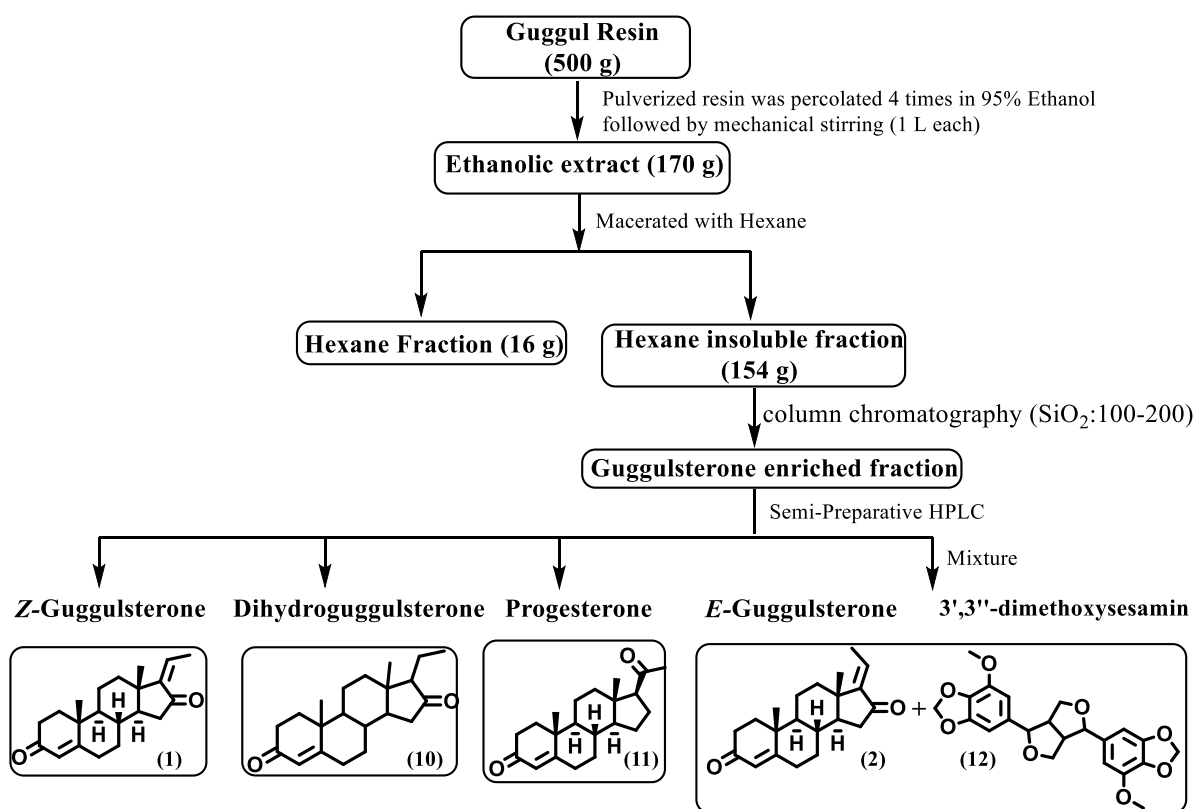 Guggul Resin
(500 g)
Pulverized resin was percolated 4 times in 95% Ethanol
followed by mechanical stirring (1 L each)
Ethanolic extract (170 g)
Macerated with Hexane
Hexane Fraction (16 g)
Hexane insoluble fraction
(154 g)
column chromatography (SiO₂:100-200)
Guggulsterone enriched fraction
Semi-Preparative HPLC
Mixture
Z-Guggulsterone
Dihydroguggulsterone
Progesterone
E-Guggulsterone
3',3''-dimethoxysesamin
O
O
H
H
H
(1)
O
O
(10)
O
O
H
H
H
(11)
O
O
H
H
H
(2)
+
O
O
O
O
O
O
O
O
(12)